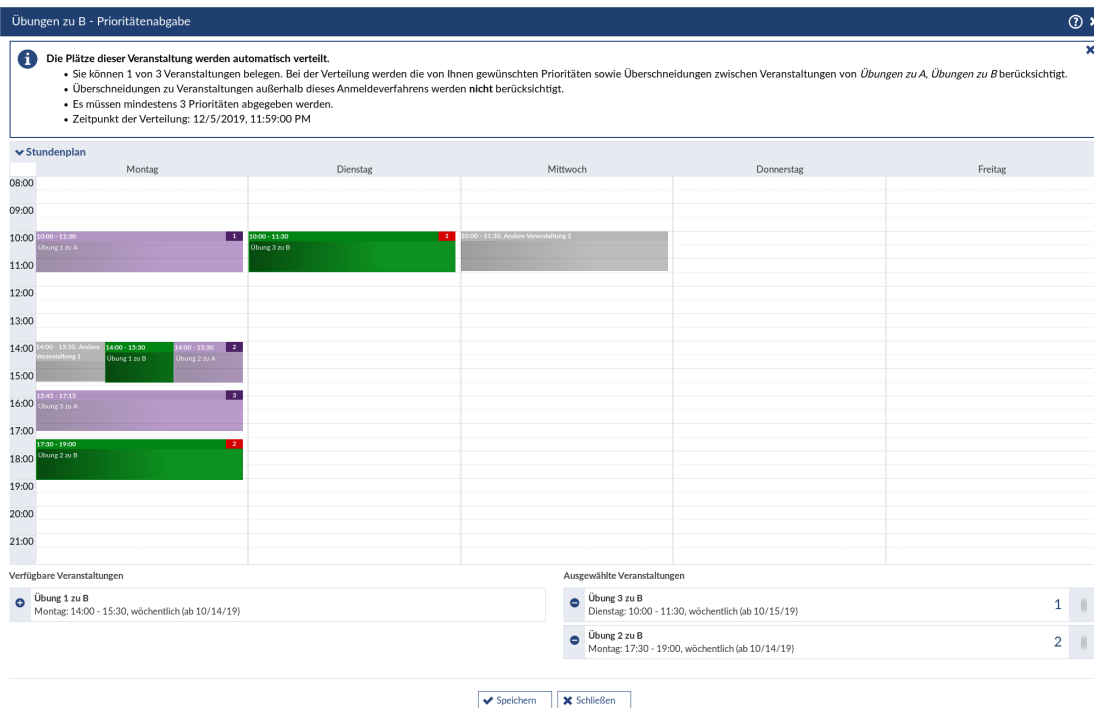 Übungen zu B - Prioritätenabgabe
Die Plätze dieser Veranstaltung werden automatisch verteilt.
• Sie können 1 von 3 Veranstaltungen belegen. Bei der Verteilung werden die von Ihnen gewünschten Prioritäten sowie Überschneidungen zwischen Veranstaltungen von Übungen zu A, Übungen zu B berücksichtigt.
• Überschneidungen zu Veranstaltungen außerhalb dieses Anmeldeverfahrens werden nicht berücksichtigt.
• Es müssen mindestens 3 Prioritäten abgegeben werden.
• Zeitpunkt der Verteilung: 12/5/2019, 11:59:00 PM
Stundenplan
Montag Dienstag Mittwoch Donnerstag Freitag
08:00
09:00
10:00
10:00 - 11:30 1
Übung 1 zu A
10:00 - 11:30 1
Übung 3 zu B
10:00 - 11:30, Andere Veranstaltung 2
11:00
12:00
13:00
14:00
14:00 - 15:30, Andere
Veranstaltung 1
14:00 - 15:30
Übung 1 zu B
14:00 - 15:30 2
Übung 2 zu A
15:00
15:45 - 17:15 3
Übung 3 zu A
16:00
17:00
17:30 - 19:00 2
Übung 2 zu B
18:00
19:00
20:00
21:00
Verfügbare Veranstaltungen
Übung 1 zu B
Montag: 14:00 - 15:30, wöchentlich (ab 10/14/19)
Ausgewählte Veranstaltungen
Übung 3 zu B
Dienstag: 10:00 - 11:30, wöchentlich (ab 10/15/19)
1
Übung 2 zu B
Montag: 17:30 - 19:00, wöchentlich (ab 10/14/19)
2
Speichern Schließen